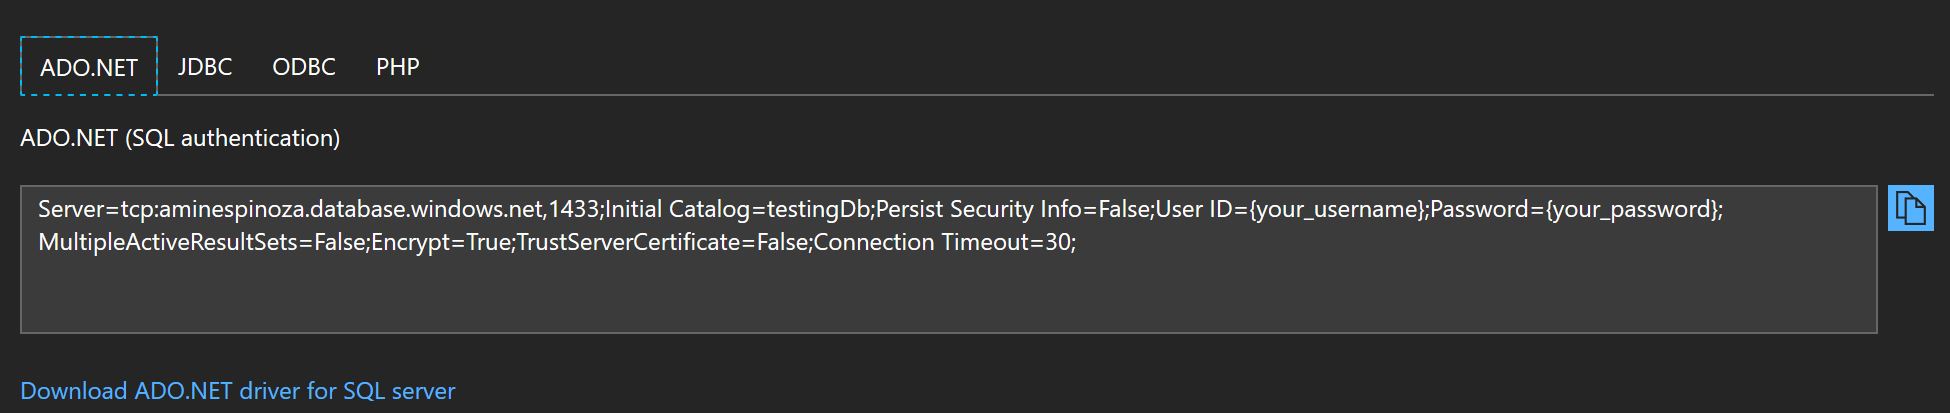 ADO.NET JDBC ODBC PHP
ADO.NET (SQL authentication)
Server=tcp:aminespinoza.database.windows.net,1433;Initial Catalog=testingDb;Persist Security Info=False;User ID={your_username};Password={your_password};
MultipleActiveResultSets=False;Encrypt=True;TrustServerCertificate=False;Connection Timeout=30;
Download ADO.NET driver for SQL server